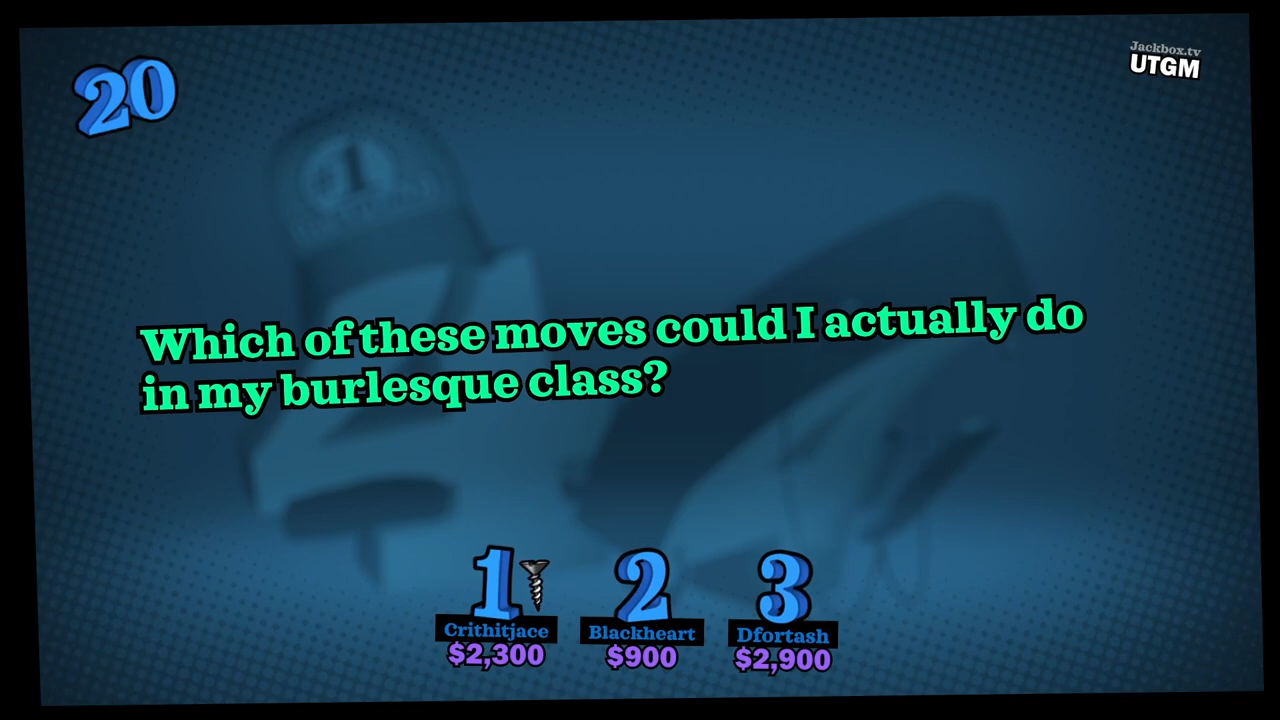 20
Jackbox.tv
UTGM
#1
Which of these moves could I actually do
in my burlesque class?
1 2 3
Crithitjace Blackheart Dfortash
$2,300 $900 $2,900